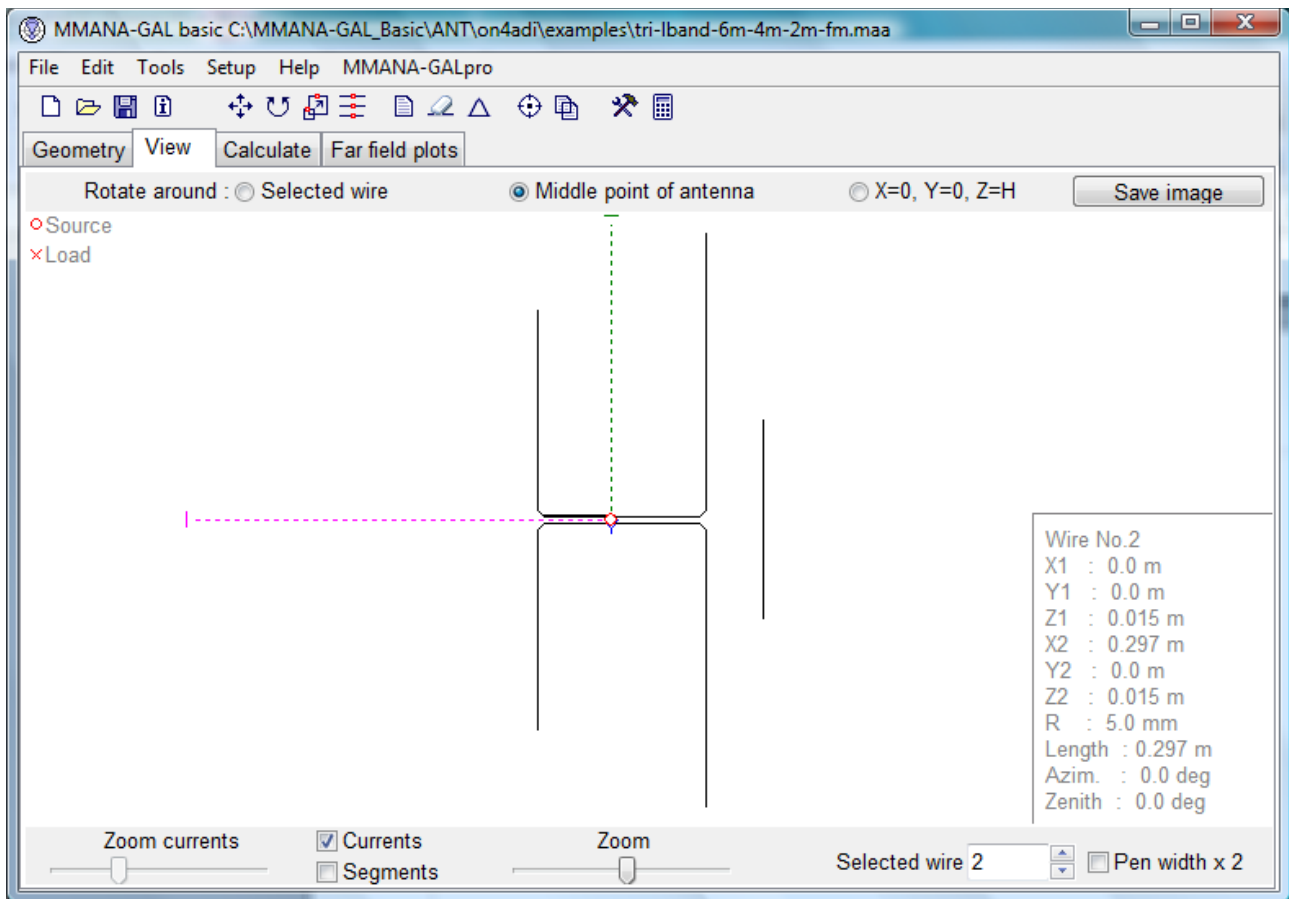 MMANA-GAL basic C:\MMANA-GAL_Basic\ANT\on4adi\examples\tri-lband-6m-4m-2m-fm.maa
File Edit Tools Setup Help MMANA-GALpro
Geometry View Calculate Far field plots
Rotate around : Selected wire Middle point of antenna X=0, Y=0, Z=H Save image
Source
Load
Wire No.2
X1 : 0.0 m
Y1 : 0.0 m
Z1 : 0.015 m
X2 : 0.297 m
Y2 : 0.0 m
Z2 : 0.015 m
R : 5.0 mm
Length : 0.297 m
Azim. : 0.0 deg
Zenith : 0.0 deg
Zoom currents Currents Zoom
Segments
Selected wire 2 Pen width x 2